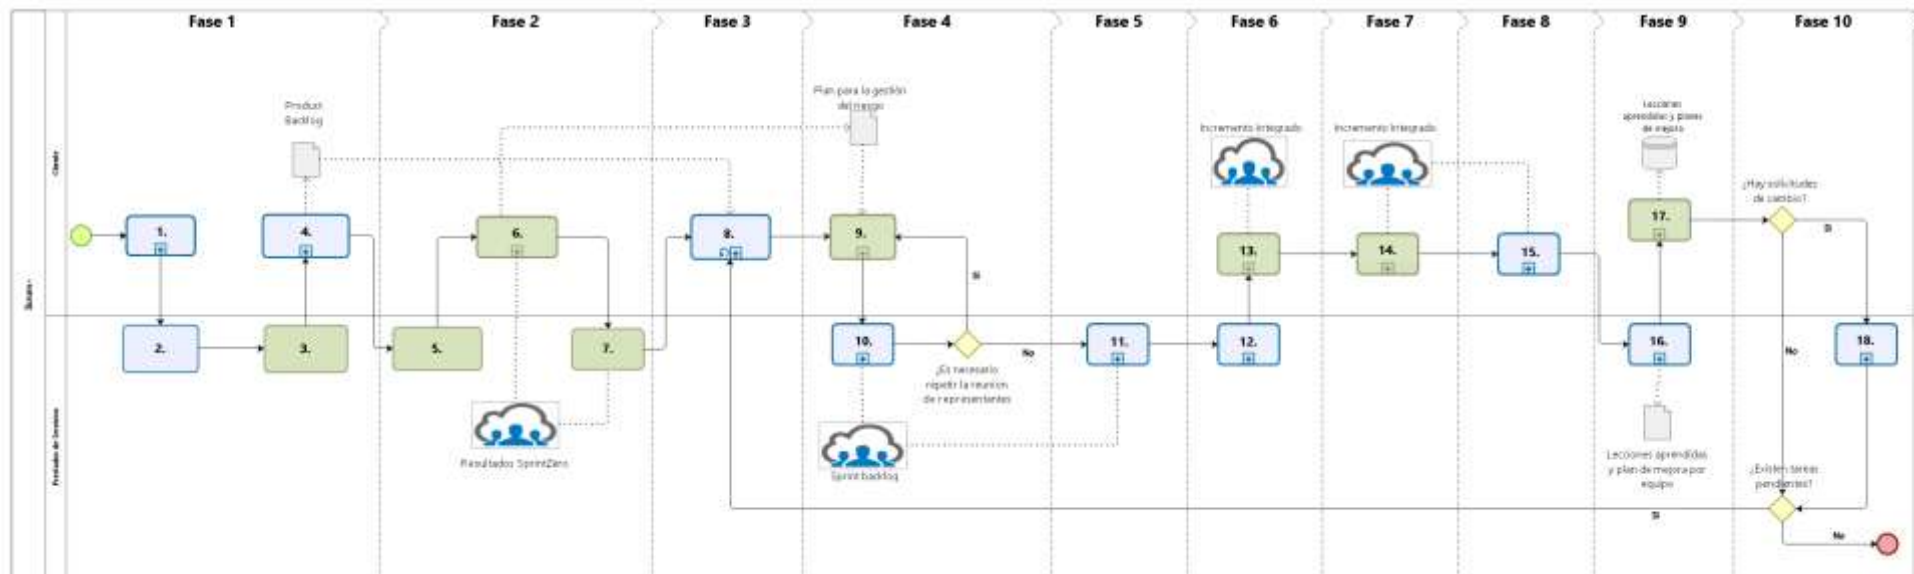 Fase 1
Fase 2
Fase 3
Fase 4
Fase 5
Fase 6
Fase 7
Fase 8
Fase 9
Fase 10
Product
Backlog
Plan para la gestión
del riesgo
Incremento Integrado
Incremento Integrado
Lecciones
aprendidas y planes
de mejora
¿Hay solicitudes
de cambio?
Cliente
1.
4.
6.
8.
9.
13.
14.
15.
17.
Si
Si
2.
3.
5.
7.
10.
No
11.
12.
16.
No
18.
¿Es necesario
repetir la reunion
de representantes
Resultados SprintZero
Sprint backlog
Lecciones aprendidas
y plan de mejora por
equipo
¿Existen tareas
pendientes?
Si
No